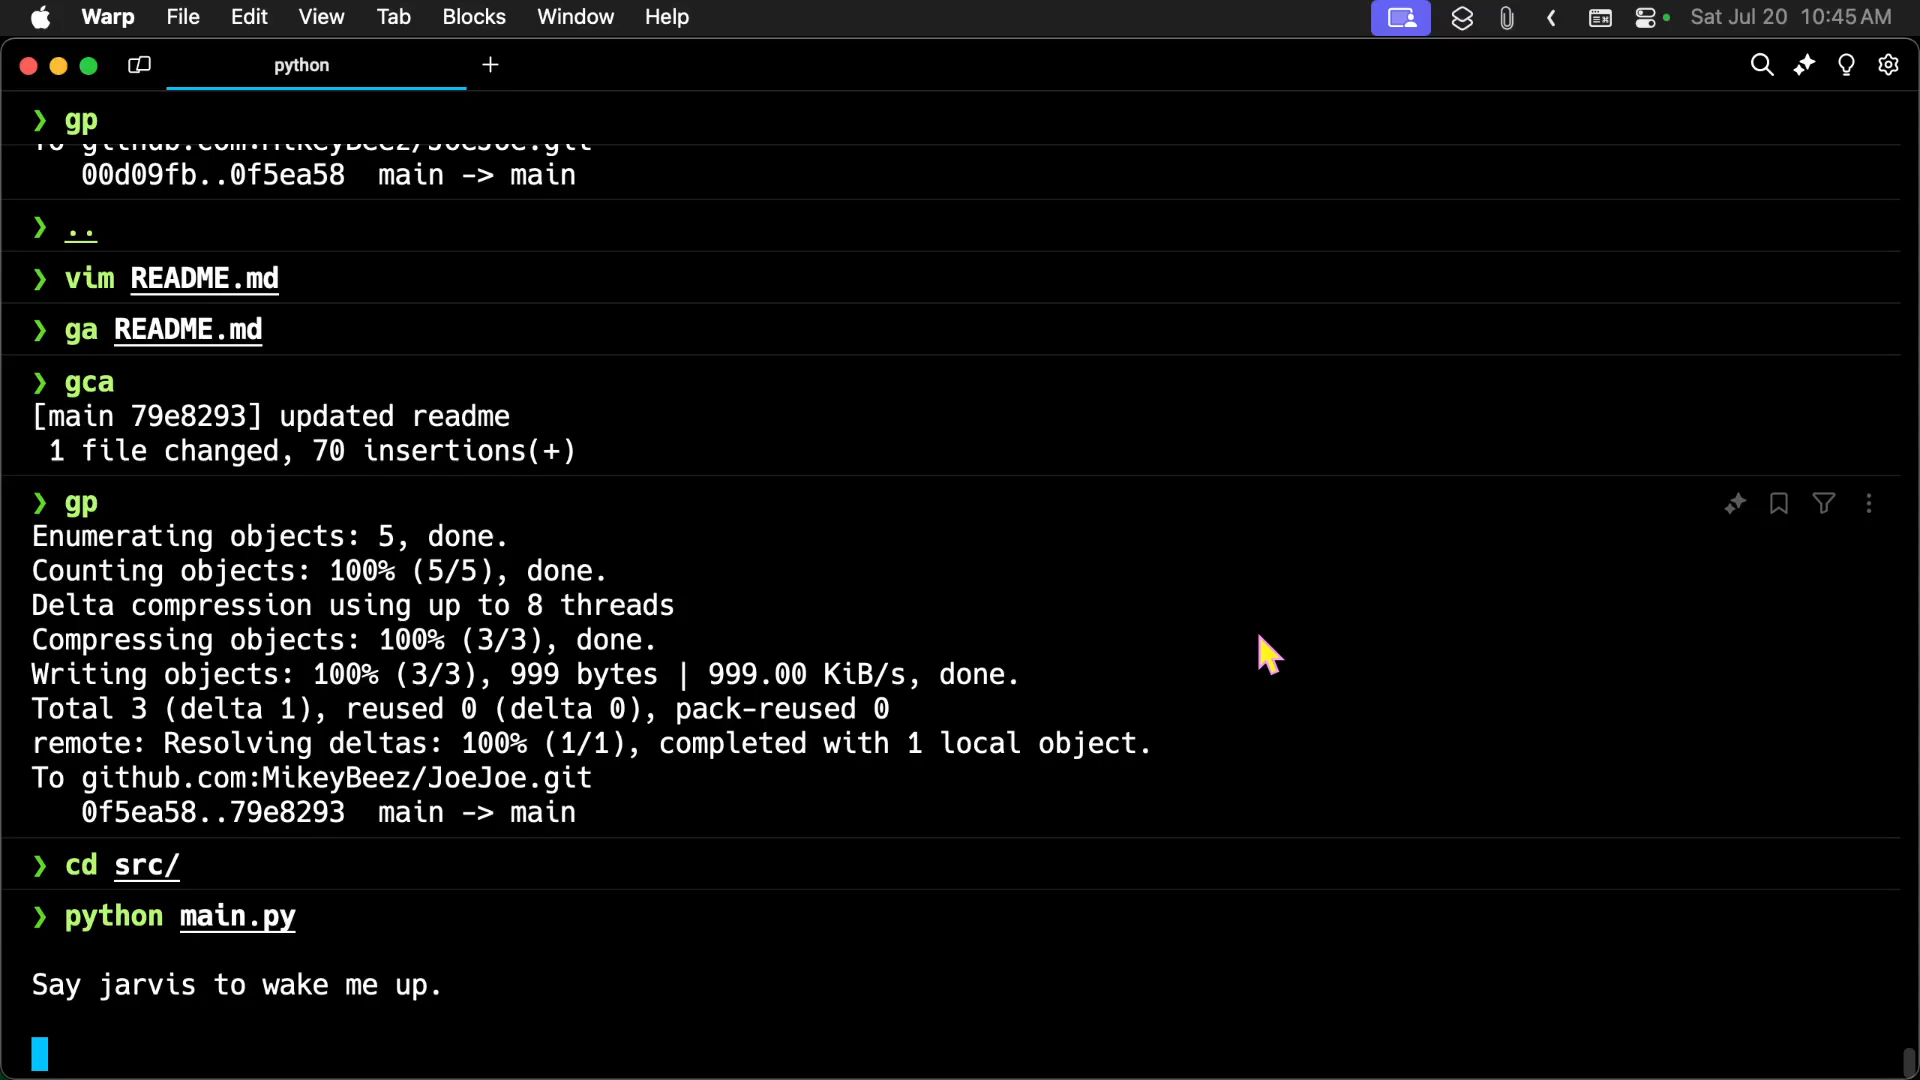 Warp File Edit View Tab Blocks Window Help Sat Jul 20 10:45 AM
python +
❯ gp
To github.com:MikeyBeez/JoeJoe.git
00d09fb..0f5ea58 main -> main
❯ ..
❯ vim README.md
❯ ga README.md
❯ gca
[main 79e8293] updated readme
1 file changed, 70 insertions(+)
❯ gp
Enumerating objects: 5, done.
Counting objects: 100% (5/5), done.
Delta compression using up to 8 threads
Compressing objects: 100% (3/3), done.
Writing objects: 100% (3/3), 999 bytes | 999.00 KiB/s, done.
Total 3 (delta 1), reused 0 (delta 0), pack-reused 0
remote: Resolving deltas: 100% (1/1), completed with 1 local object.
To github.com:MikeyBeez/JoeJoe.git
0f5ea58..79e8293 main -> main
❯ cd src/
❯ python main.py
Say jarvis to wake me up.